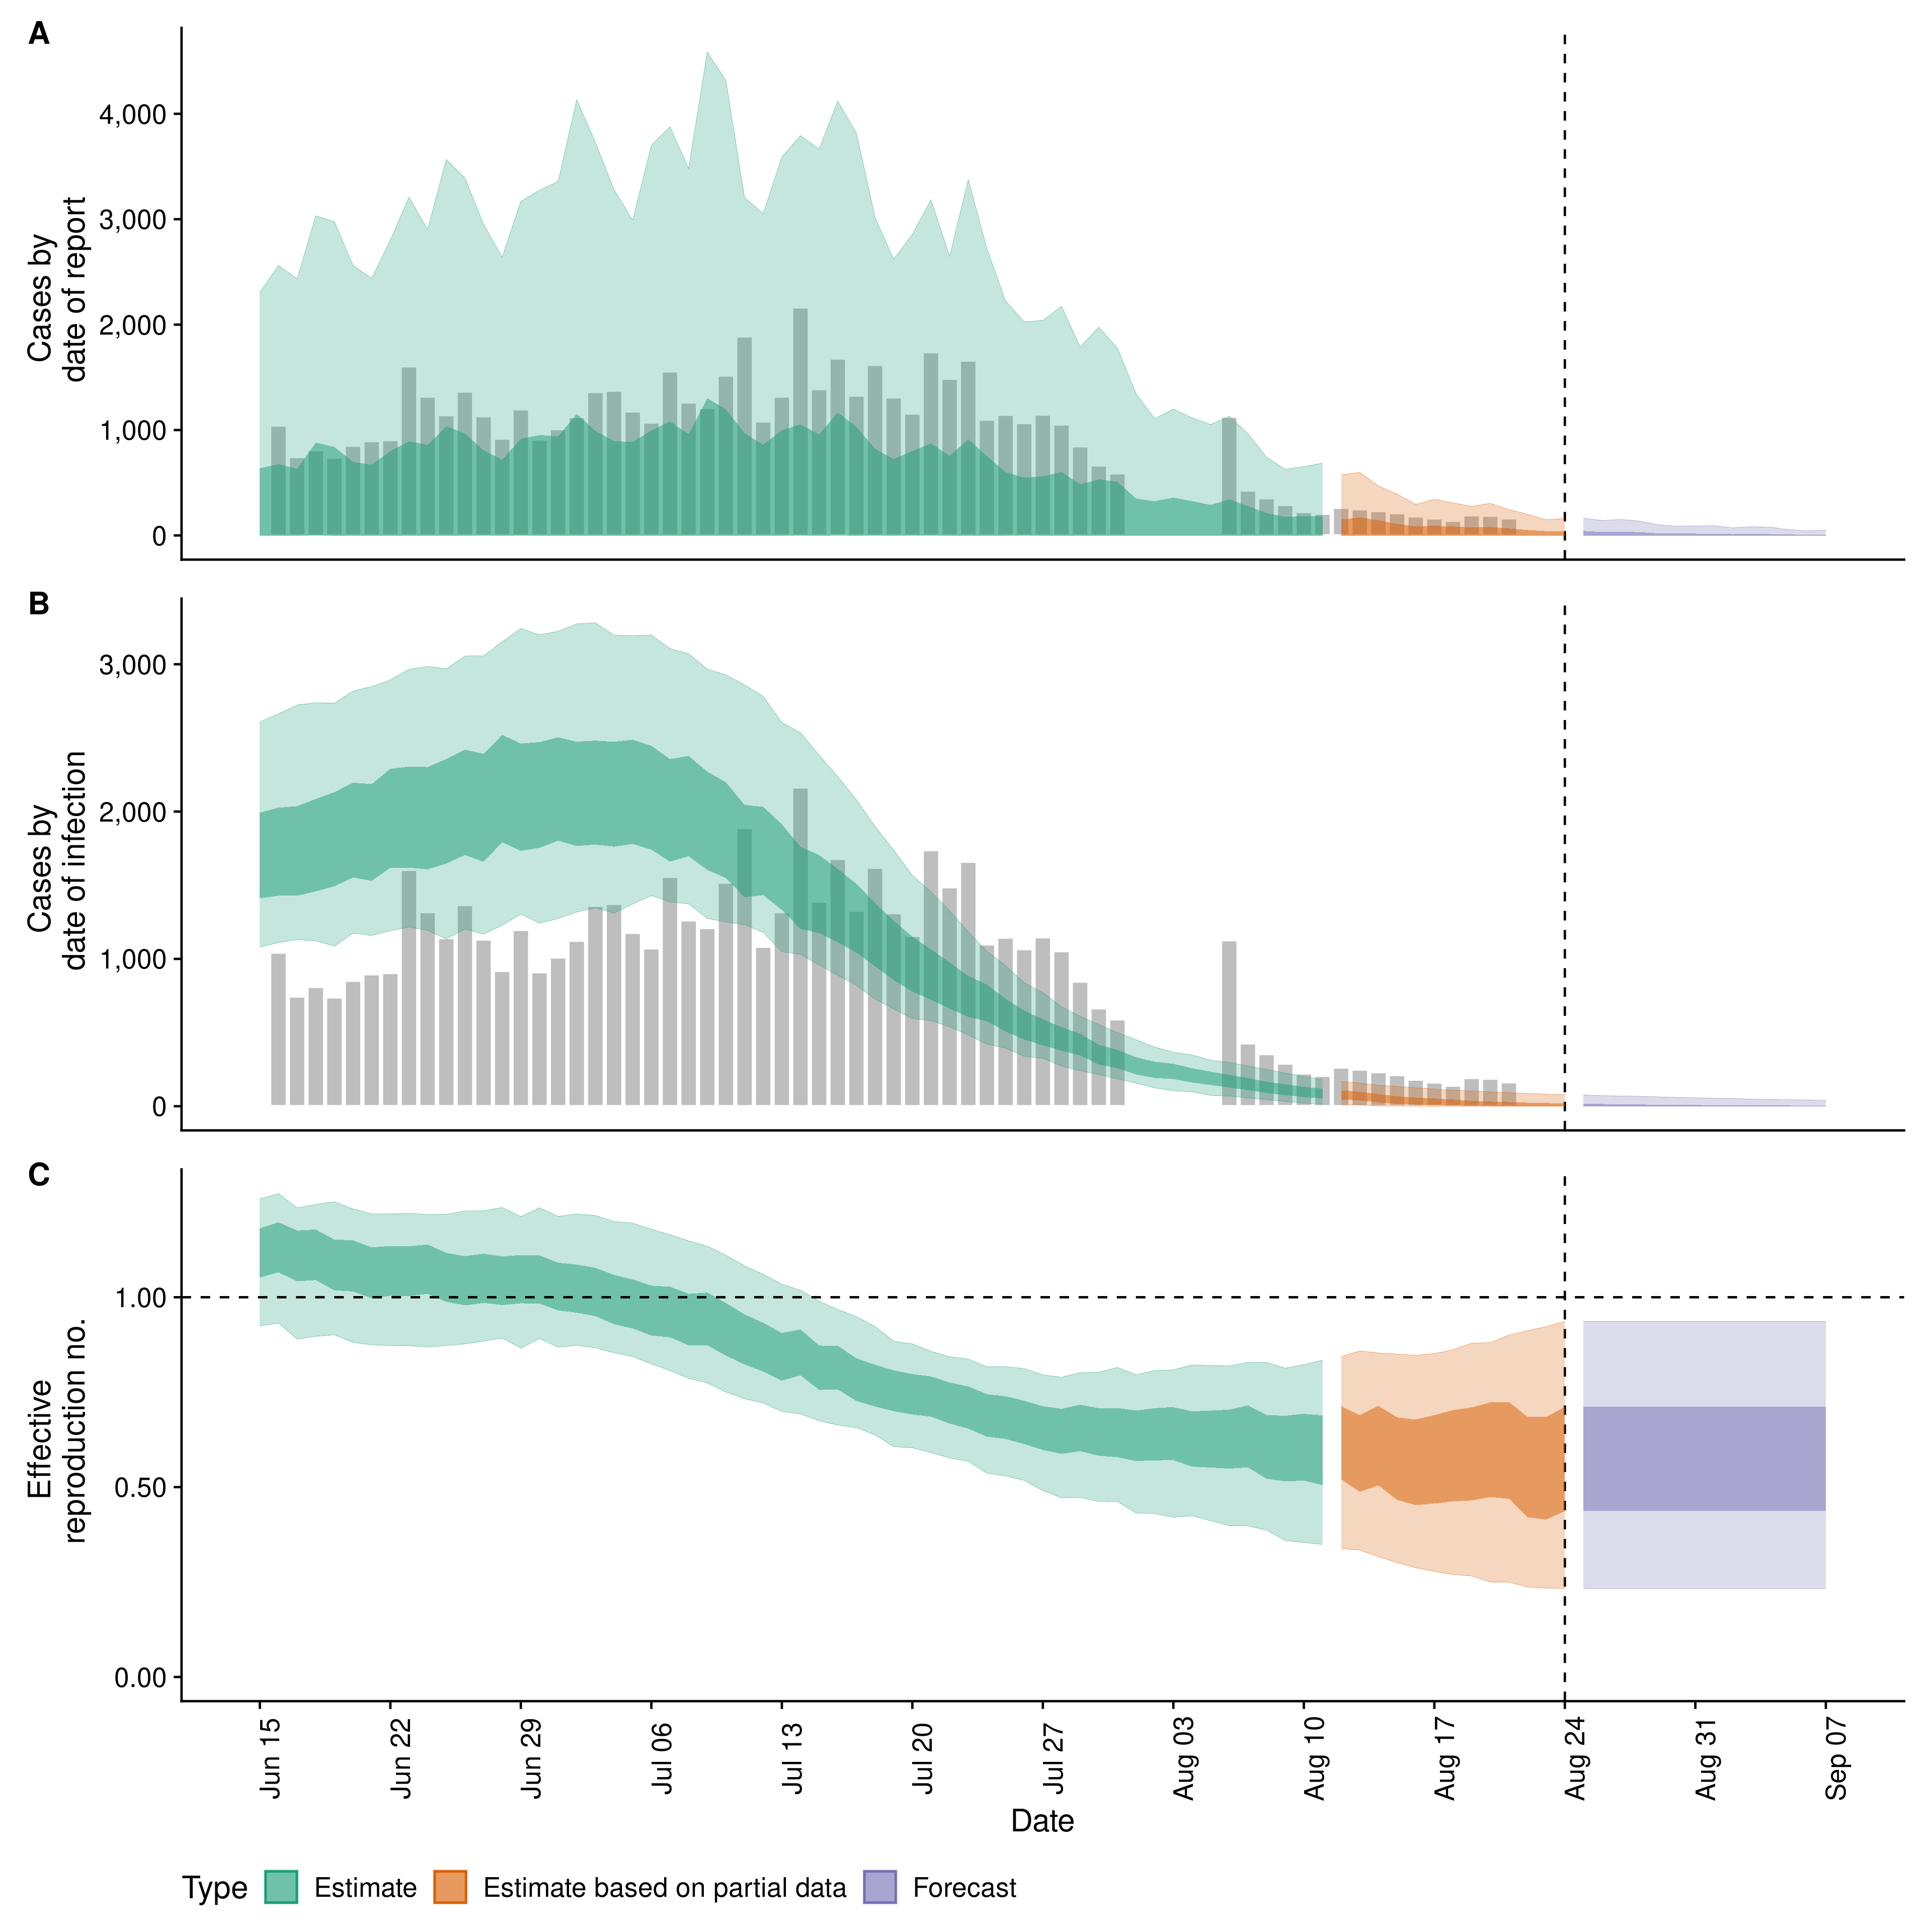 A
Cases by
date of report
4,000
3,000
2,000
1,000
0
B
Cases by
date of infection
3,000
2,000
1,000
0
C
Effective
reproduction no.
1.00
0.50
0.00
Jun 15
Jun 22
Jun 29
Jul 06
Jul 13
Jul 20
Jul 27
Aug 03
Aug 10
Aug 17
Aug 24
Aug 31
Sep 07
Date
Type Estimate Estimate based on partial data Forecast